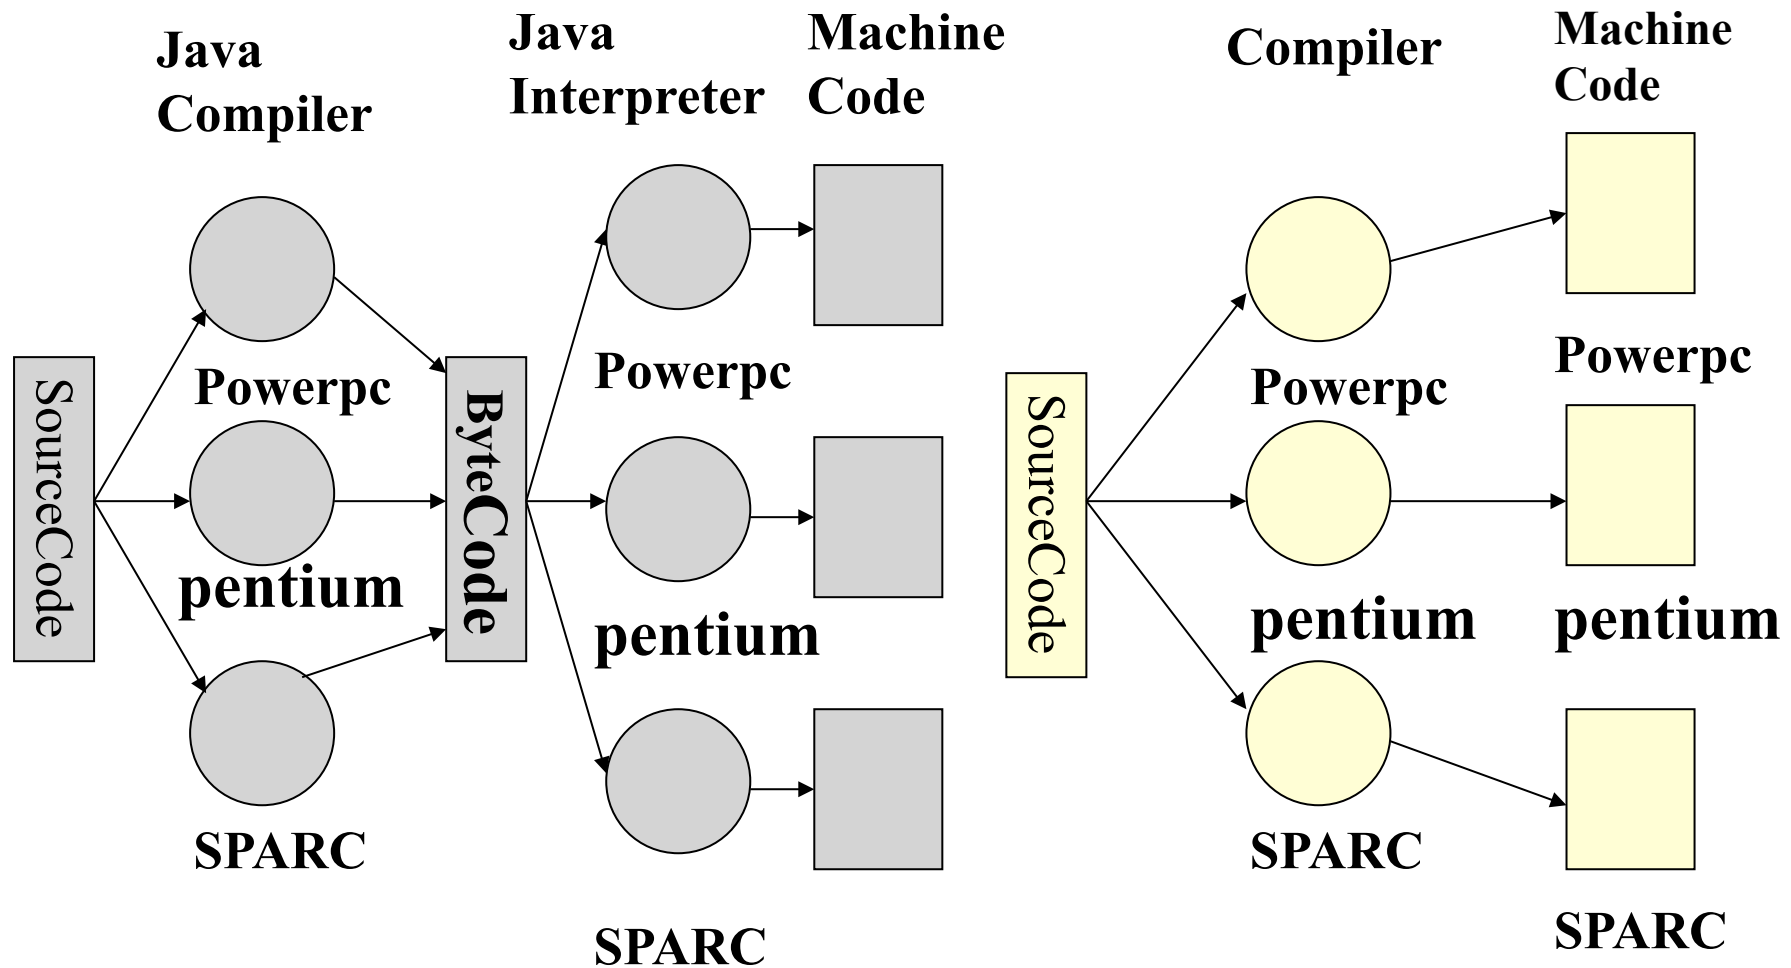 Java
Compiler
Java
Interpreter
Machine
Code
Compiler
Machine
Code
SourceCode
Powerpc
pentium
SPARC
ByteCode
Powerpc
pentium
SPARC
SourceCode
Powerpc
pentium
SPARC
Powerpc
pentium
SPARC